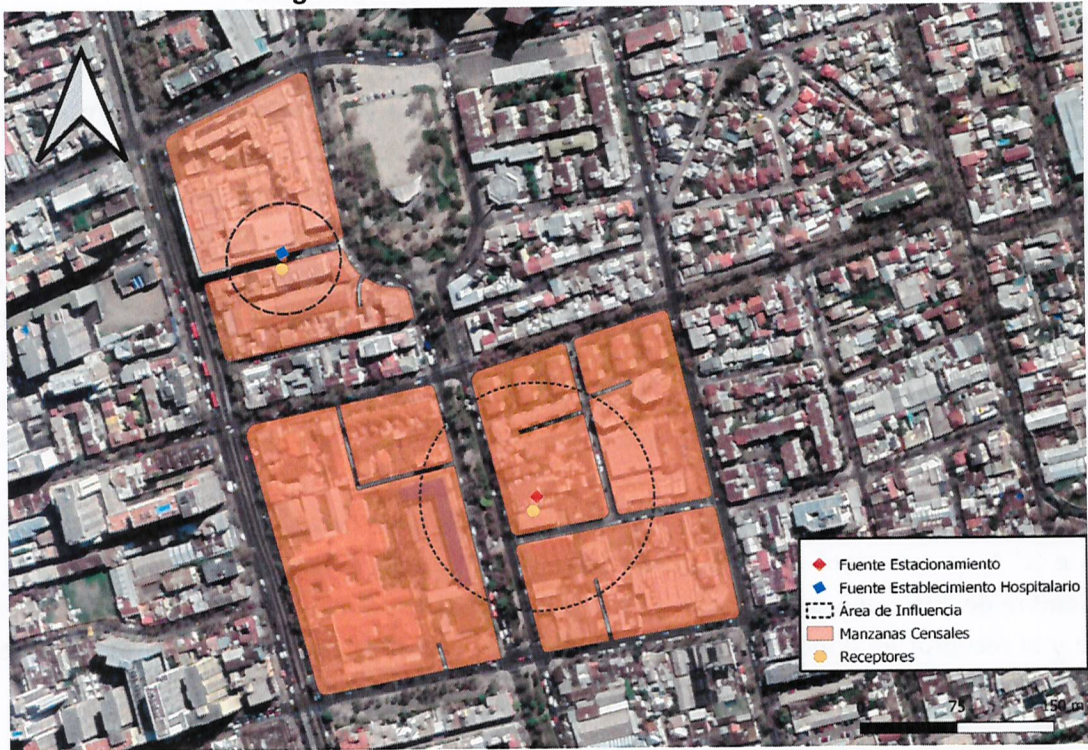 Fuente Estacionamiento
Fuente Establecimiento Hospitalario
Área de Influencia
Manzanas Censales
Receptores
75 150 m